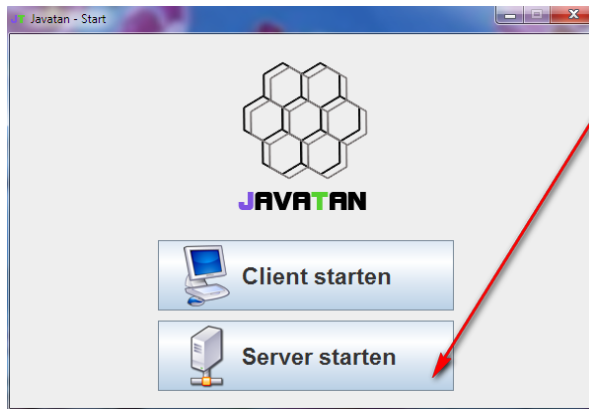 Javatan - Start
JAVATAN
Client starten
Server starten